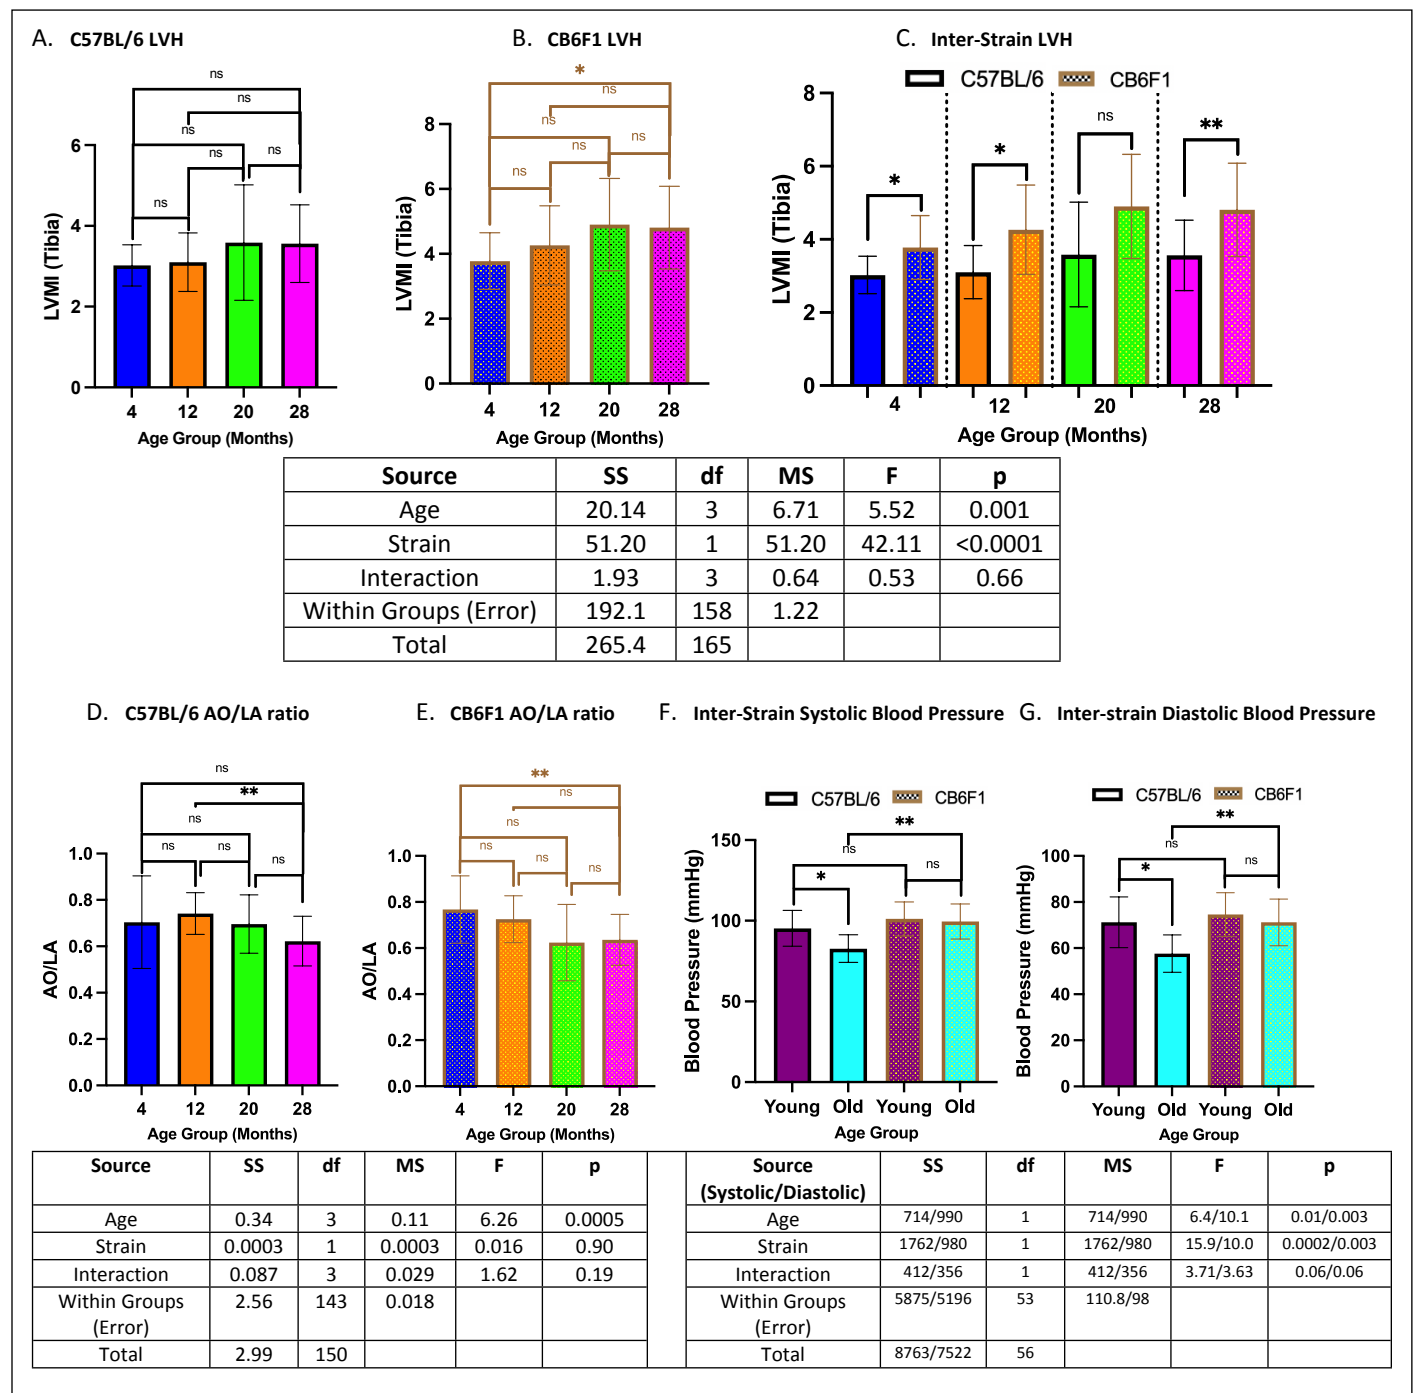 A. C57BL/6 LVH
ns
ns
ns
ns
ns
ns
6
4
2
0
LVMI (Tibia)
4 12 20 28
Age Group (Months)
B. CB6F1 LVH
*
ns
ns
ns
ns
ns
8
6
4
2
0
LVMI (Tibia)
4 12 20 28
Age Group (Months)
C. Inter-Strain LVH
C57BL/6 CB6F1
* * ns **
8
6
4
2
0
LVMI (Tibia)
4 12 20 28
Age Group (Months)
Source SS df MS F p
Age 20.14 3 6.71 5.52 0.001
Strain 51.20 1 51.20 42.11 <0.0001
Interaction 1.93 3 0.64 0.53 0.66
Within Groups (Error) 192.1 158 1.22
Total 265.4 165
D. C57BL/6 AO/LA ratio
ns
**
ns
ns
ns
ns
1.0
0.8
0.6
0.4
0.2
0.0
AO/LA
4 12 20 28
Age Group (Months)
E. CB6F1 AO/LA ratio
**
ns
ns
ns
ns
ns
1.0
0.8
0.6
0.4
0.2
0.0
AO/LA
4 12 20 28
Age Group (Months)
F. Inter-Strain Systolic Blood Pressure
C57BL/6 CB6F1
**
ns
*
ns
150
100
50
0
Blood Pressure (mmHg)
Young Old Young Old
Age Group
G. Inter-strain Diastolic Blood Pressure
C57BL/6 CB6F1
**
ns
*
ns
100
80
60
40
20
0
Blood Pressure (mmHg)
Young Old Young Old
Age Group
Source SS df MS F p
Age 0.34 3 0.11 6.26 0.0005
Strain 0.0003 1 0.0003 0.016 0.90
Interaction 0.087 3 0.029 1.62 0.19
Within Groups 2.56 143 0.018
(Error)
Total 2.99 150
Source SS df MS F p
(Systolic/Diastolic)
Age 714/990 1 714/990 6.4/10.1 0.01/0.003
Strain 1762/980 1 1762/980 15.9/10.0 0.0002/0.003
Interaction 412/356 1 412/356 3.71/3.63 0.06/0.06
Within Groups 5875/5196 53 110.8/98
(Error)
Total 8763/7522 56